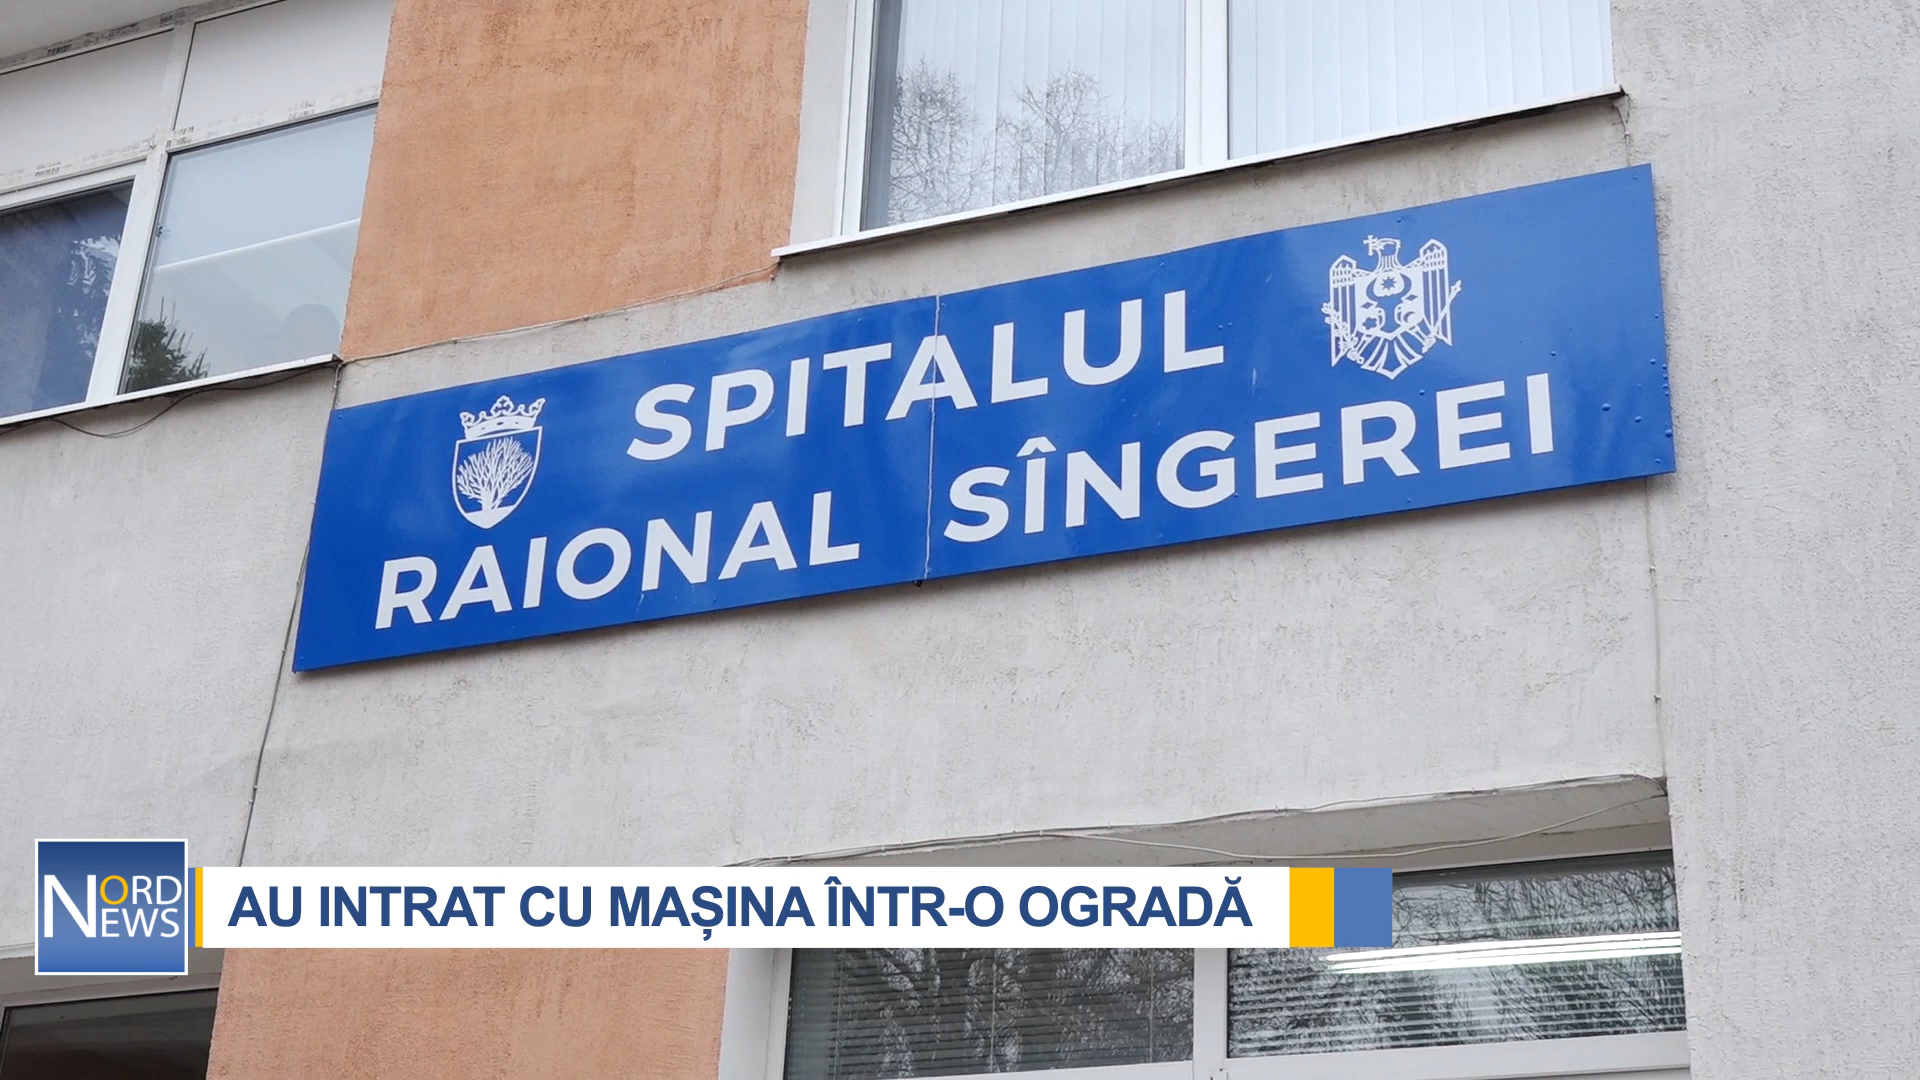 SPITALUL
RAIONAL SÎNGEREI
NORD
NEWS
AU INTRAT CU MAȘINA ÎNTR-O OGRADĂ